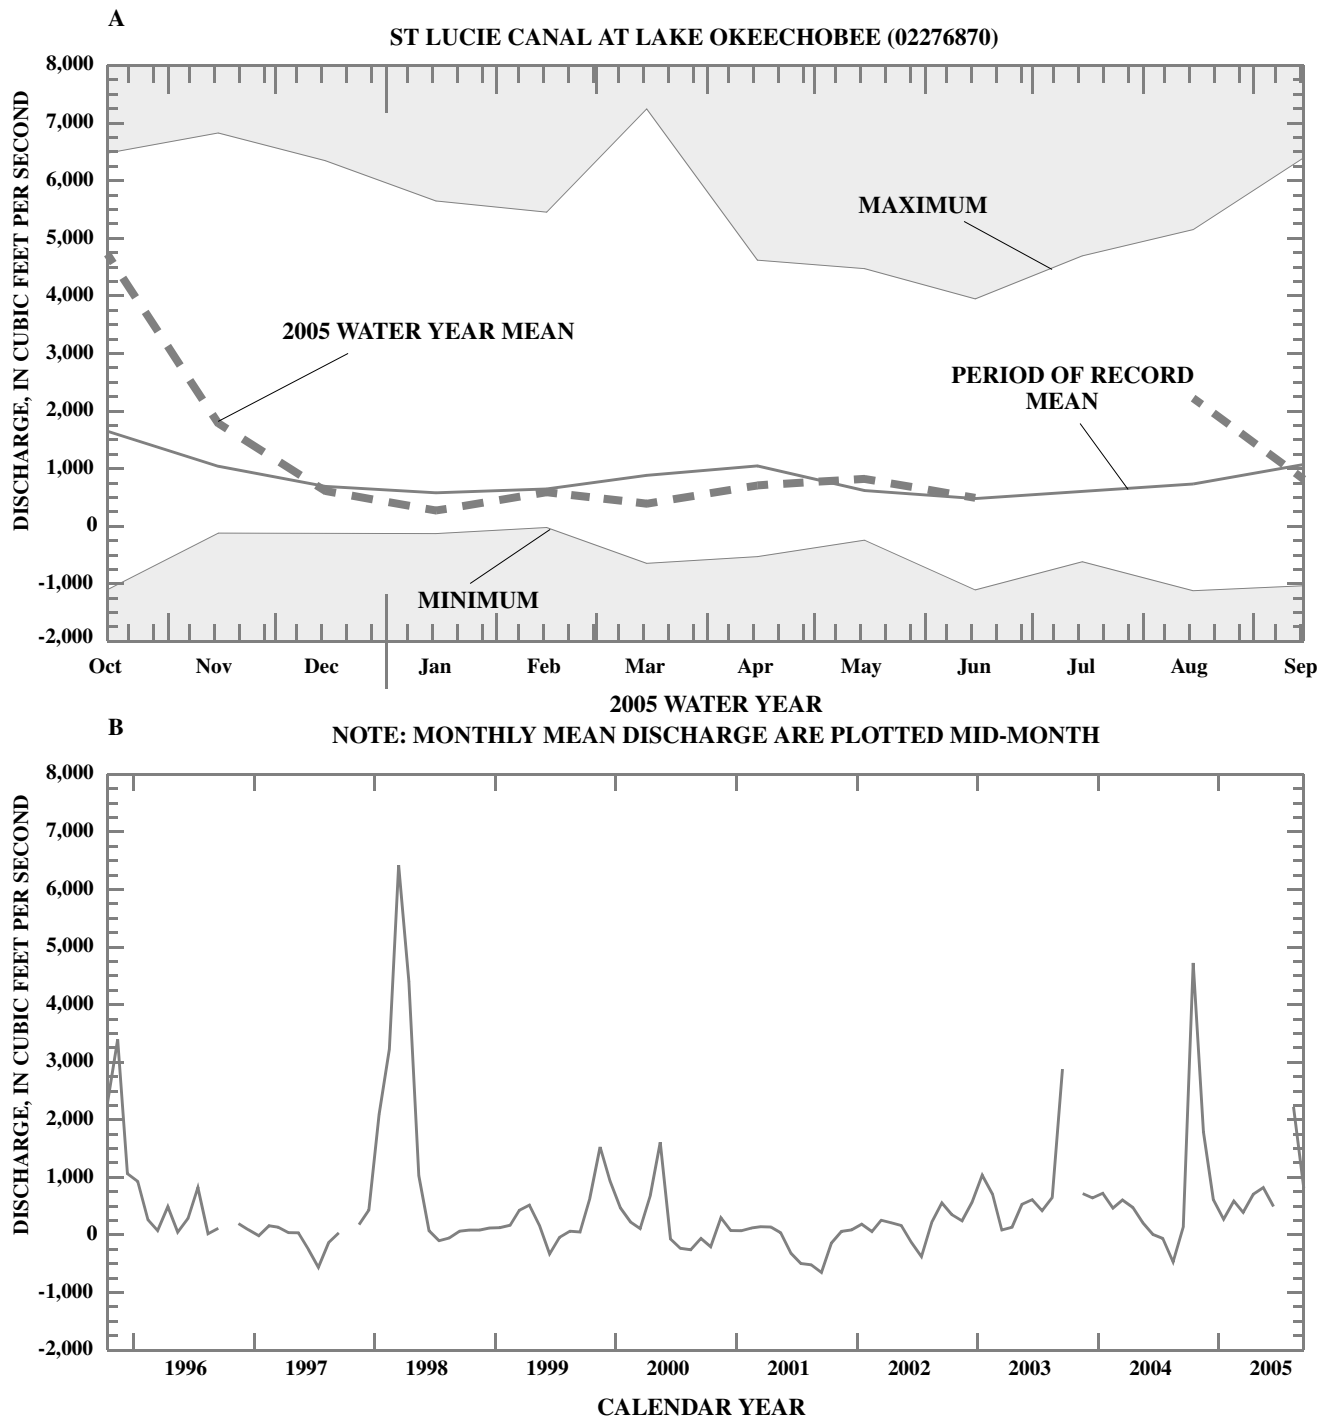 A
ST LUCIE CANAL AT LAKE OKEECHOBEE (02276870)
DISCHARGE, IN CUBIC FEET PER SECOND
8,000
7,000
6,000
5,000
4,000
3,000
2,000
1,000
0
-1,000
-2,000
MAXIMUM
2005 WATER YEAR MEAN
PERIOD OF RECORD
MEAN
MINIMUM
Oct Nov Dec Jan Feb Mar Apr May Jun Jul Aug Sep
2005 WATER YEAR
B
NOTE: MONTHLY MEAN DISCHARGE ARE PLOTTED MID-MONTH
DISCHARGE, IN CUBIC FEET PER SECOND
8,000
7,000
6,000
5,000
4,000
3,000
2,000
1,000
0
-1,000
-2,000
1996 1997 1998 1999 2000 2001 2002 2003 2004 2005
CALENDAR YEAR